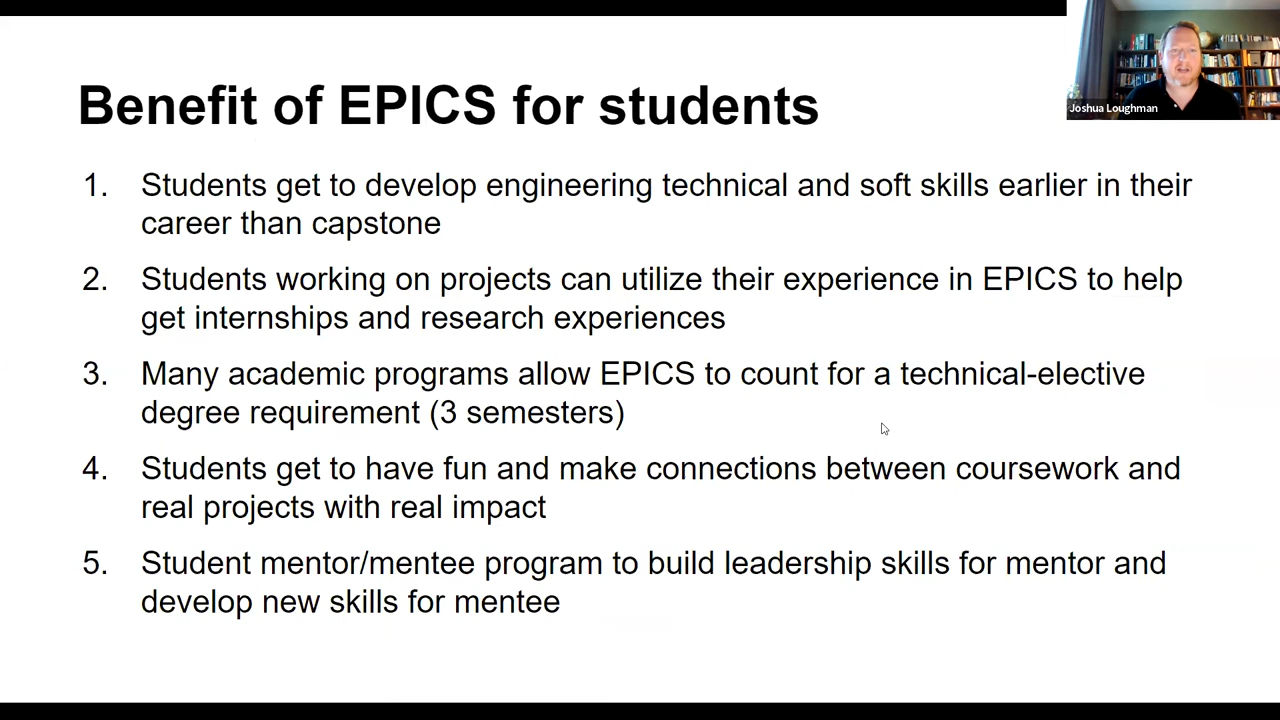 Benefit of EPICS for students
Joshua Loughman
1. Students get to develop engineering technical and soft skills earlier in their
career than capstone
2. Students working on projects can utilize their experience in EPICS to help
get internships and research experiences
3. Many academic programs allow EPICS to count for a technical-elective
degree requirement (3 semesters)
4. Students get to have fun and make connections between coursework and
real projects with real impact
5. Student mentor/mentee program to build leadership skills for mentor and
develop new skills for mentee